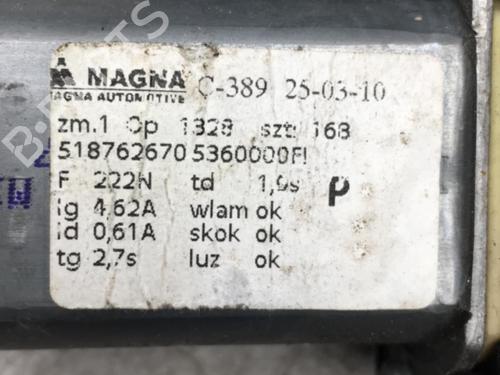 MAGNA C-389 25-03-10
MAGNA AUTOMOTIVE
zm.1 Op 1328 szt: 168
518762670 5360000F!
F 222N td 1,9s P
Ig 4,62A wlam ok
id 0,61A skok ok
tg 2,7s luz ok